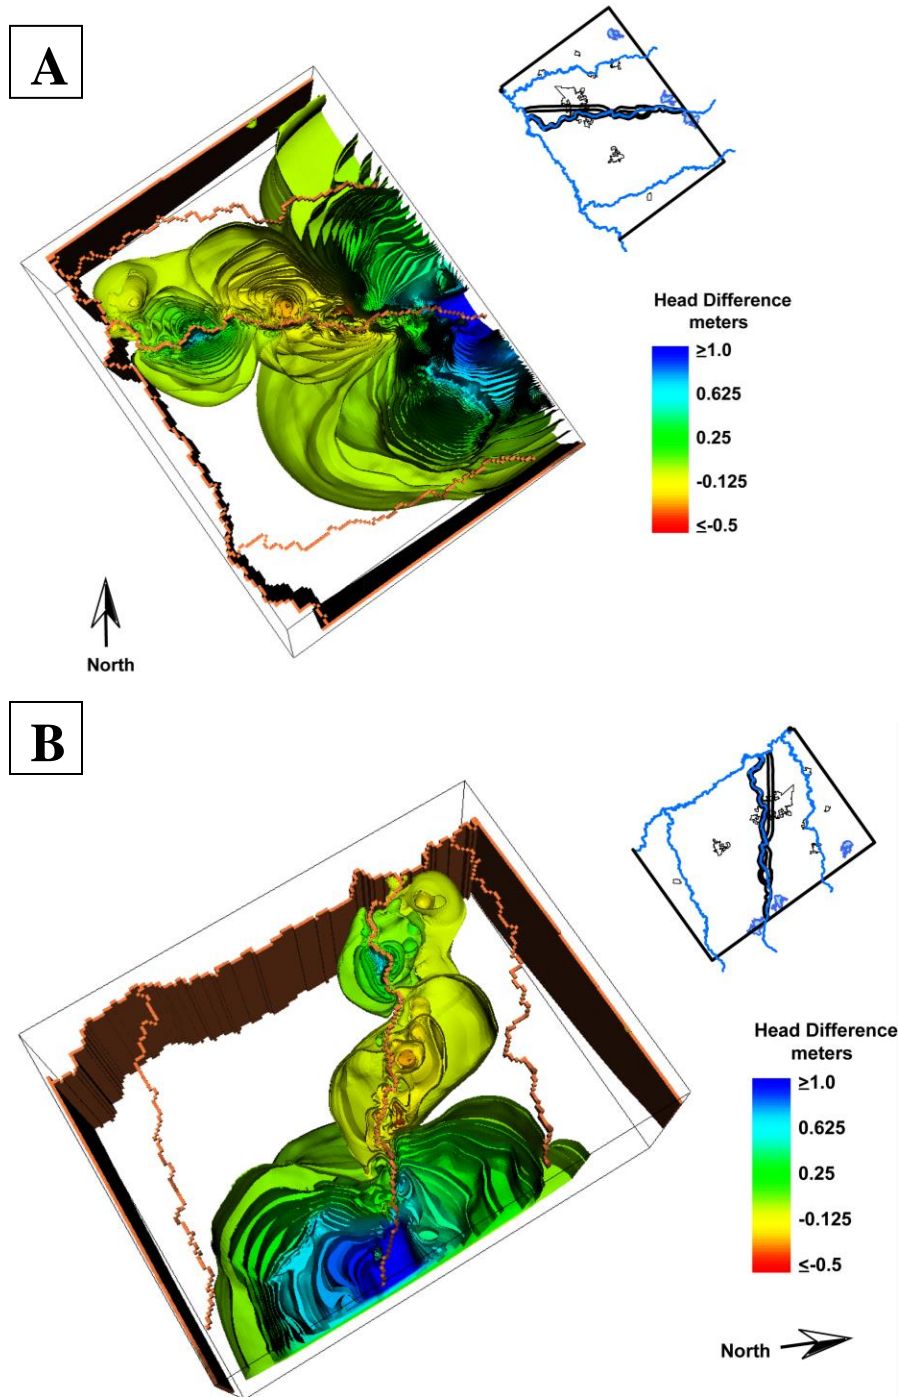 A
Head Difference
meters
≥1.0
0.625
0.25
-0.125
≤-0.5
North
B
Head Difference
meters
≥1.0
0.625
0.25
-0.125
≤-0.5
North